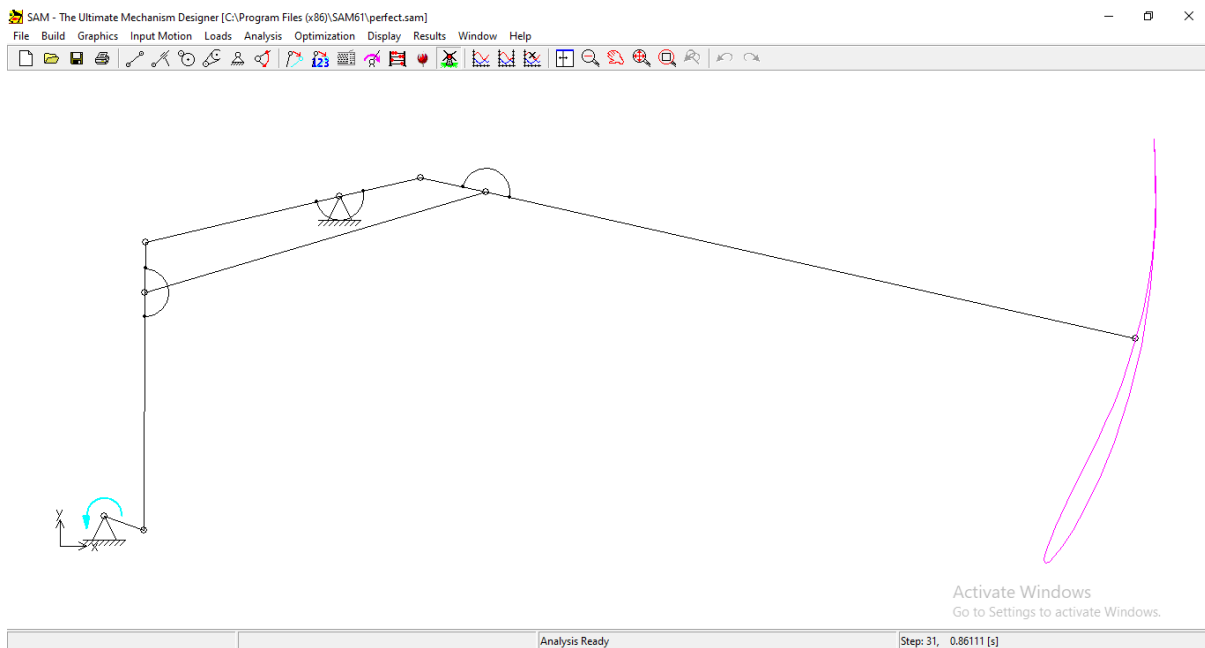 SAM - The Ultimate Mechanism Designer [C:\Program Files (x86)\SAM61\perfect.sam]
File Build Graphics Input Motion Loads Analysis Optimization Display Results Window Help
123
y
x
Activate Windows
Go to Settings to activate Windows.
Analysis Ready
Step: 31, 0.86111 [s]